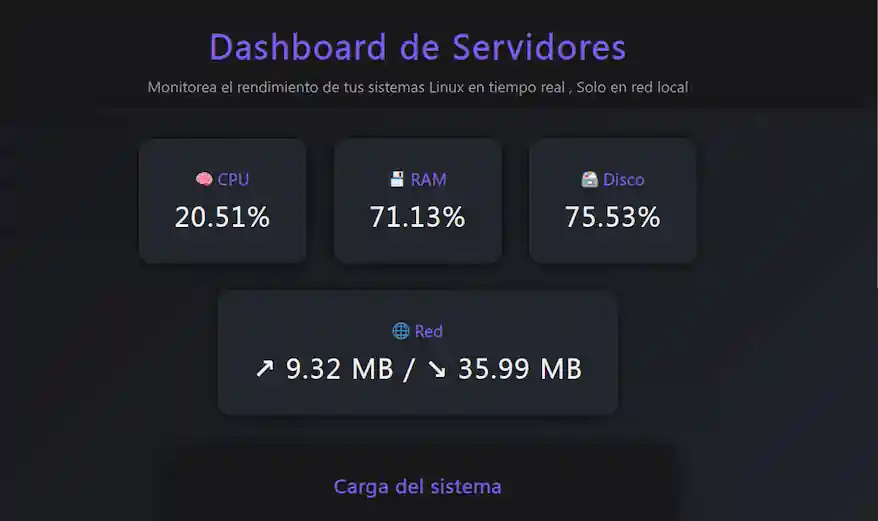 Dashboard de Servidores
Monitorea el rendimiento de tus sistemas Linux en tiempo real , Solo en red local
🧠 CPU
20.51%
💾 RAM
71.13%
🗃️ Disco
75.53%
🌐 Red
↗ 9.32 MB / ↘ 35.99 MB
Carga del sistema